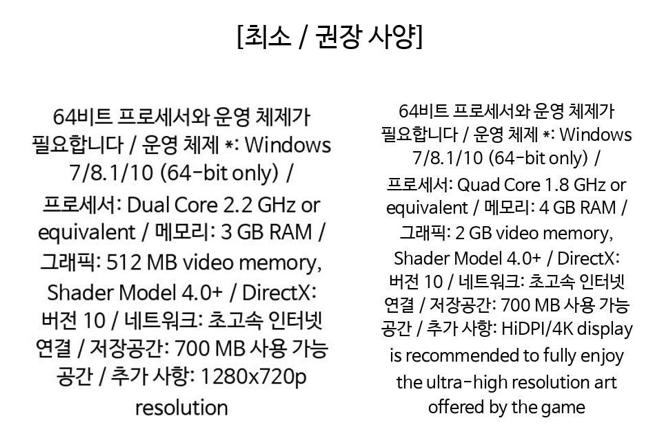 [최소 / 권장 사양]
64비트 프로세서와 운영 체제가
필요합니다 / 운영 체제 *: Windows
7/8.1/10 (64-bit only) /
프로세서: Dual Core 2.2 GHz or
equivalent / 메모리: 3 GB RAM /
그래픽: 512 MB video memory,
Shader Model 4.0+ / DirectX:
버전 10 / 네트워크: 초고속 인터넷
연결 / 저장공간: 700 MB 사용 가능
공간 / 추가 사항: 1280x720p
resolution
64비트 프로세서와 운영 체제가
필요합니다 / 운영 체제 *: Windows
7/8.1/10 (64-bit only) /
프로세서: Quad Core 1.8 GHz or
equivalent / 메모리: 4 GB RAM /
그래픽: 2 GB video memory,
Shader Model 4.0+ / DirectX:
버전 10 / 네트워크: 초고속 인터넷
연결 / 저장공간: 700 MB 사용 가능
공간 / 추가 사항: HiDPI/4K display
is recommended to fully enjoy
the ultra-high resolution art
offered by the game